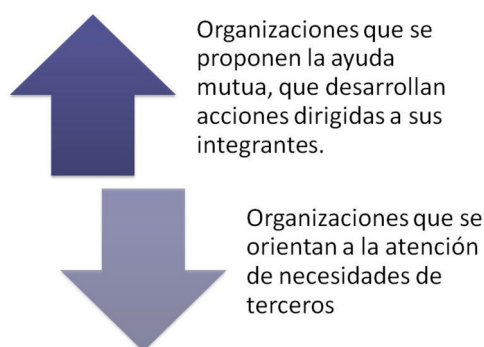 Organizaciones que se
proponen la ayuda
mutua, que desarrollan
acciones dirigidas a sus
integrantes.
Organizaciones que se
orientan a la atención
de necesidades de
terceros